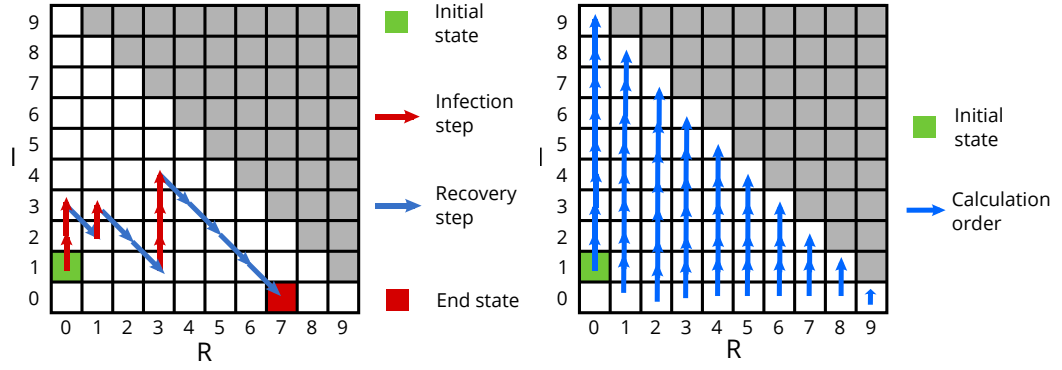 9
8
7
6
5
4
3
2
1
0
I
0 1 2 3 4 5 6 7 8 9
R
Initial
state
Infection
step
Recovery
step
End state
9
8
7
6
5
4
3
2
1
0
I
0 1 2 3 4 5 6 7 8 9
R
Initial
state
Calculation
order